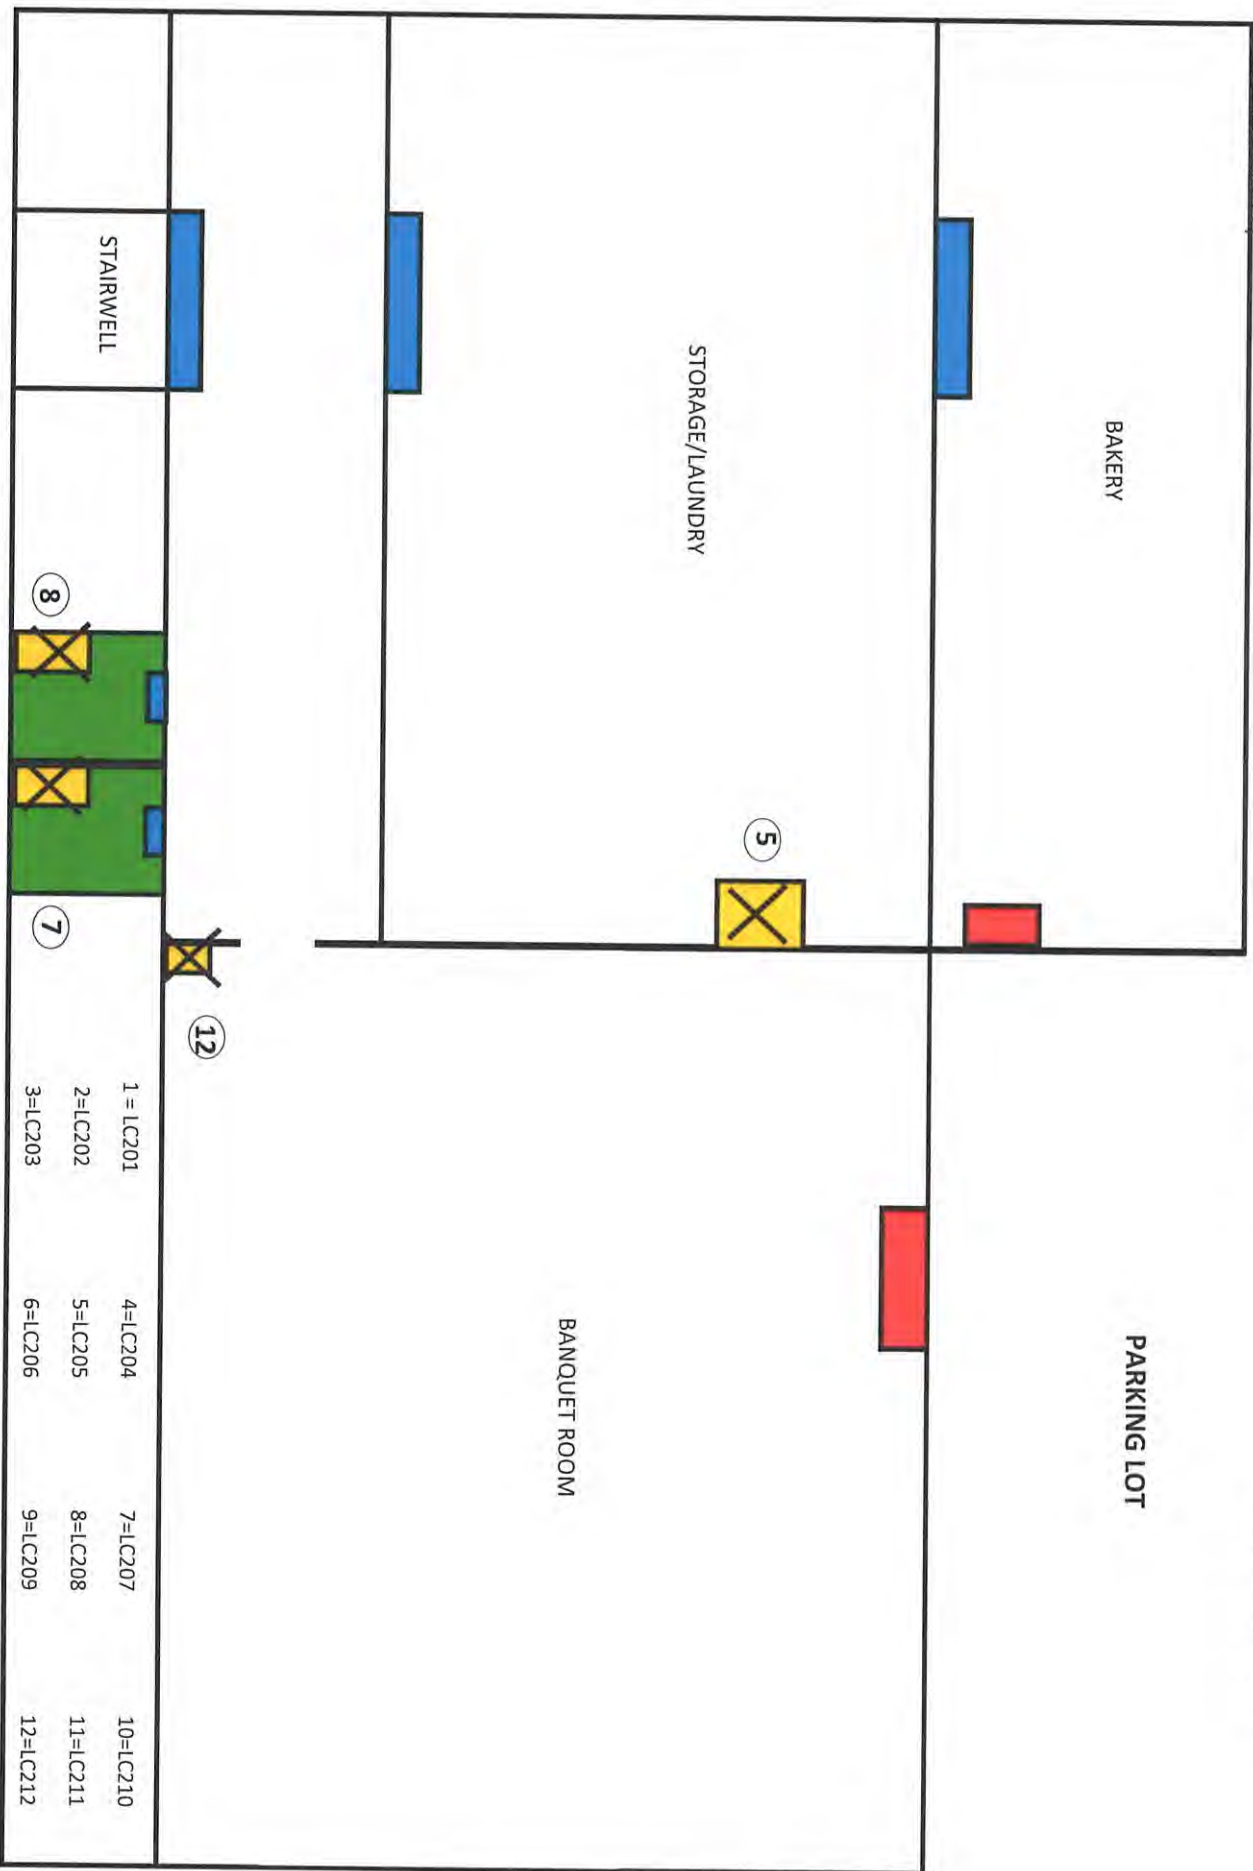 PARKING LOT
BAKERY
5
STORAGE/LAUNDRY
BANQUET ROOM
12
1 = LC201 4=LC204 7=LC207 10=LC210
STAIRWELL
2=LC202 5=LC205 8=LC208 11=LC211
8
7
3=LC203 6=LC206 9=LC209 12=LC212